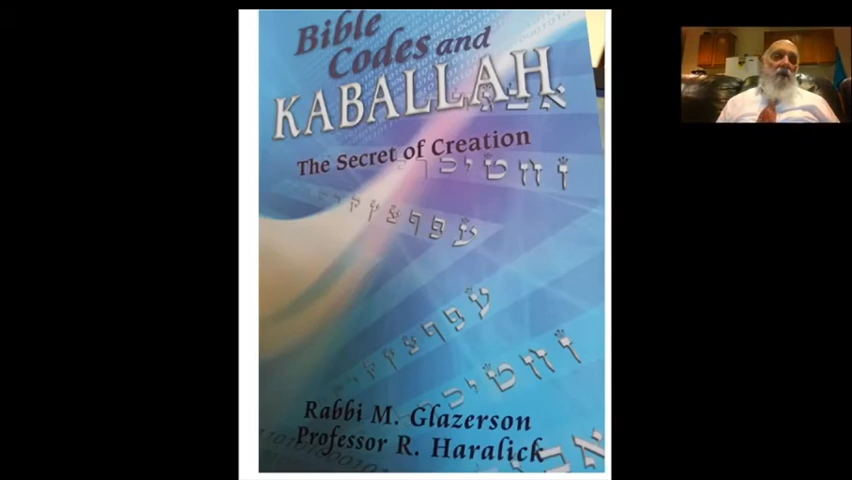 Bible
Codes and
KABALLAH
The Secret of Creation
ז ח ט י כ ך
ע פ ף צ ץ ק
ע פ ף צ ץ ק
ז ח ט י כ
Rabbi M. Glazerson
Professor R. Haralick